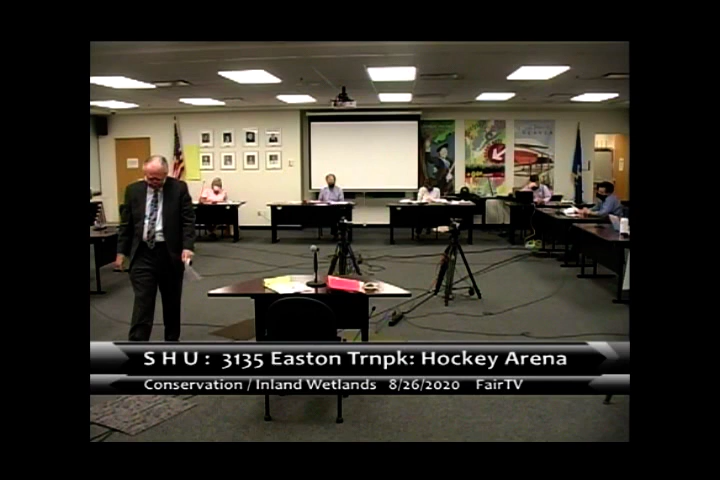 S H U : 3135 Easton Trnpk: Hockey Arena
Conservation / Inland Wetlands 8/26/2020 FairTV